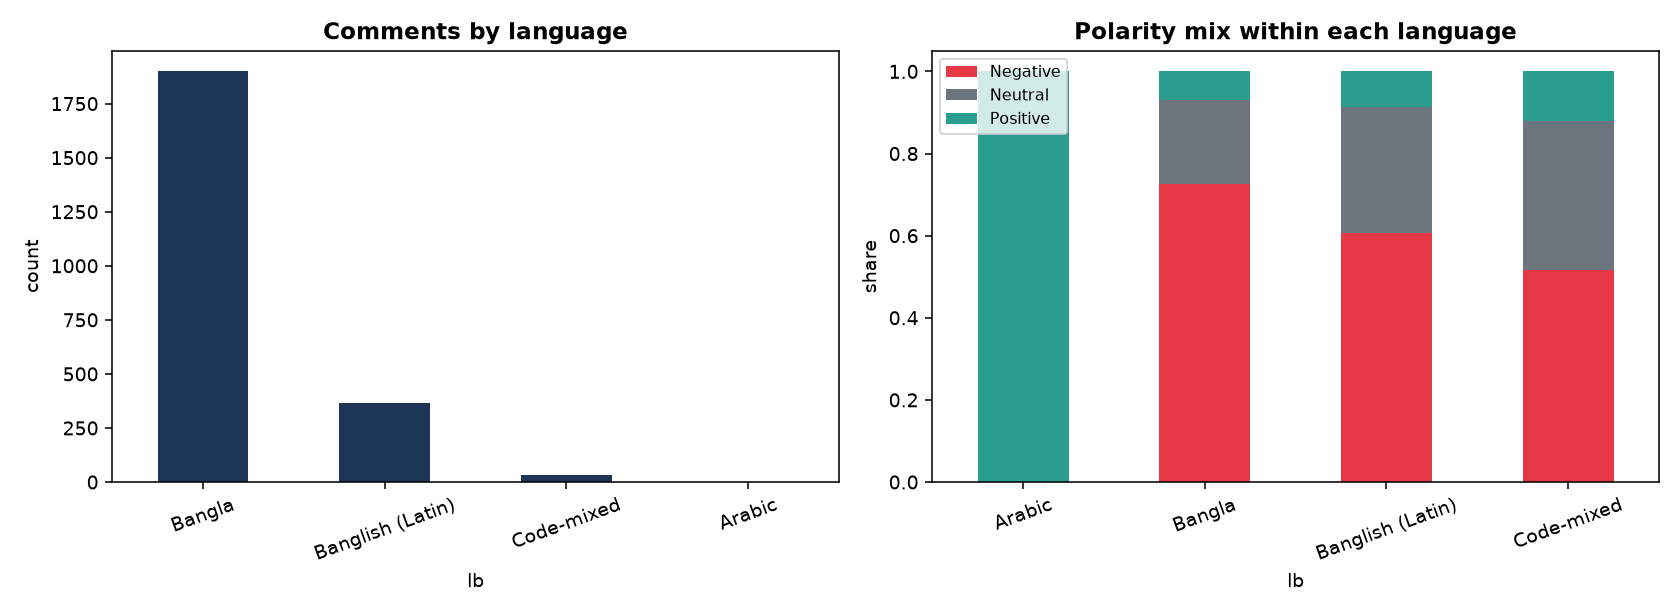 Comments by language
count
1750
1500
1250
1000
750
500
250
0
Bangla
Banglish (Latin)
Code-mixed
Arabic
lb
Polarity mix within each language
Negative
Neutral
Positive
share
1.0
0.8
0.6
0.4
0.2
0.0
Arabic
Bangla
Banglish (Latin)
Code-mixed
lb